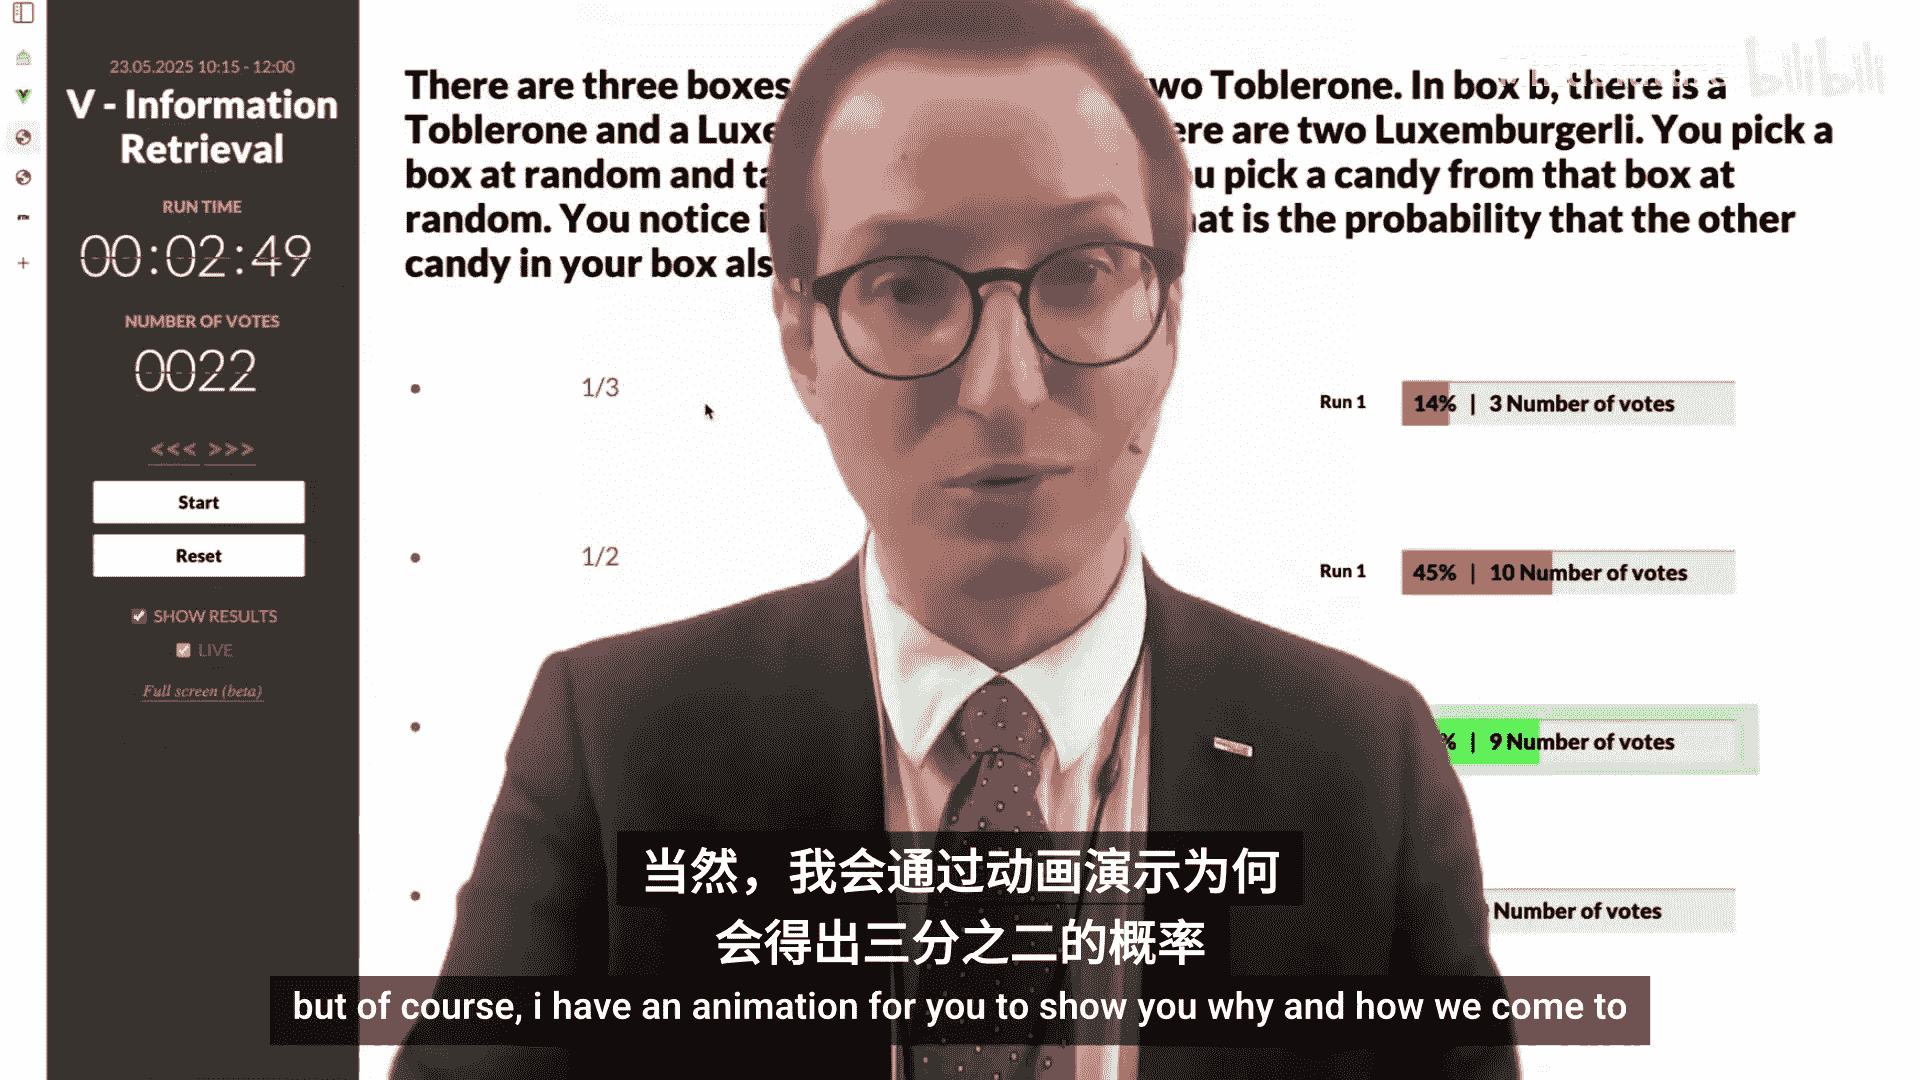 23.05.2025 10:15 - 12:00
V - Information
Retrieval
RUN TIME
00:02:49
NUMBER OF VOTES
0022
<<< >>>
Start
Reset
SHOW RESULTS
LIVE
Full screen (beta)
There are three boxes two Toblerone. In box b, there is a
Toblerone and a there are two Luxemburgerli. You pick a
box at random and pick a candy from that box at
random. You notice is the probability that the other
candy in your box
1/3
Run 1
14% | 3 Number of votes
1/2
Run 1
45% | 10 Number of votes
% | 9 Number of votes
Number of votes
bilibili
当然，我会通过动画演示为何
会得出三分之二的概率
but of course, i have an animation for you to show you why and how we come to